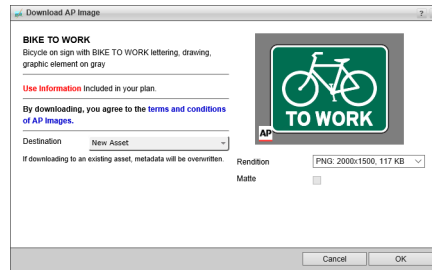 Download AP Image
?
BIKE TO WORK
Bicycle on sign with BIKE TO WORK lettering, drawing,
graphic element on gray
Use Information Included in your plan.
By downloading, you agree to the terms and conditions
of AP Images.
Destination
New Asset
If downloading to an existing asset, metadata will be overwritten.
TO WORK
AP
Rendition
PNG: 2000x1500, 117 KB
Matte
Cancel
OK